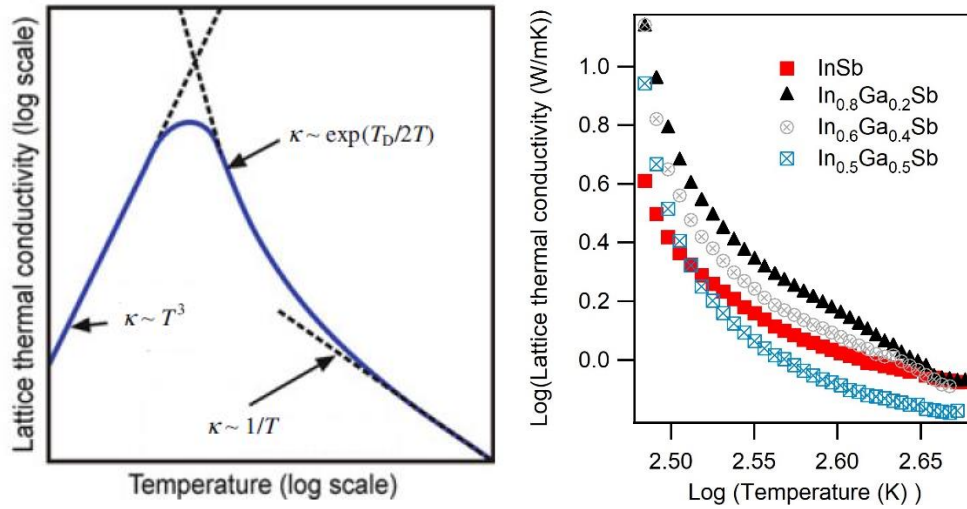 Lattice thermal conductivity (log scale)
κ ~ exp(T_D/2T)
κ ~ T³
κ ~ 1/T
Temperature (log scale)
Log(Lattice thermal conductivity (W/mK))
1.0
0.8
0.6
0.4
0.2
0.0
InSb
In₀.₈Ga₀.₂Sb
In₀.₆Ga₀.₄Sb
In₀.₅Ga₀.₅Sb
2.50 2.55 2.60 2.65
Log (Temperature (K) )